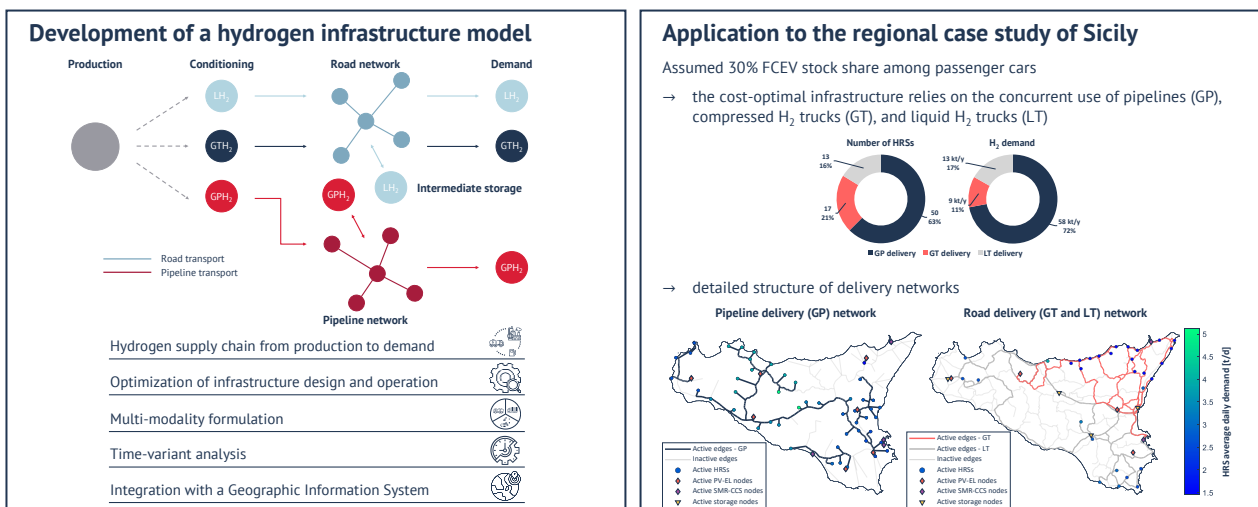 Development of a hydrogen infrastructure model
Production
Conditioning
Road network
Demand
LH₂
LH₂
GTH₂
GTH₂
LH₂
Intermediate storage
GPH₂
GPH₂
GPH₂
Road transport
Pipeline transport
Pipeline network
Hydrogen supply chain from production to demand
Optimization of infrastructure design and operation
Multi-modality formulation
Time-variant analysis
Integration with a Geographic Information System
Application to the regional case study of Sicily
Assumed 30% FCEV stock share among passenger cars
→ the cost-optimal infrastructure relies on the concurrent use of pipelines (GP),
compressed H₂ trucks (GT), and liquid H₂ trucks (LT)
Number of HRSs
13
16%
17
21%
50
63%
H₂ demand
13 kt/y
17%
9 kt/y
11%
58 kt/y
72%
GP delivery
GT delivery
LT delivery
→ detailed structure of delivery networks
Pipeline delivery (GP) network
Active edges - GP
Inactive edges
Active HRSs
Active PV-EL nodes
Active SMR-CCS nodes
Active storage nodes
Road delivery (GT and LT) network
Active edges - GT
Active edges - LT
Inactive edges
Active HRSs
Active PV-EL nodes
Active SMR-CCS nodes
Active storage nodes
5
4.5
4
3.5
3
2.5
2
1.5
HRS average daily demand [t/d]